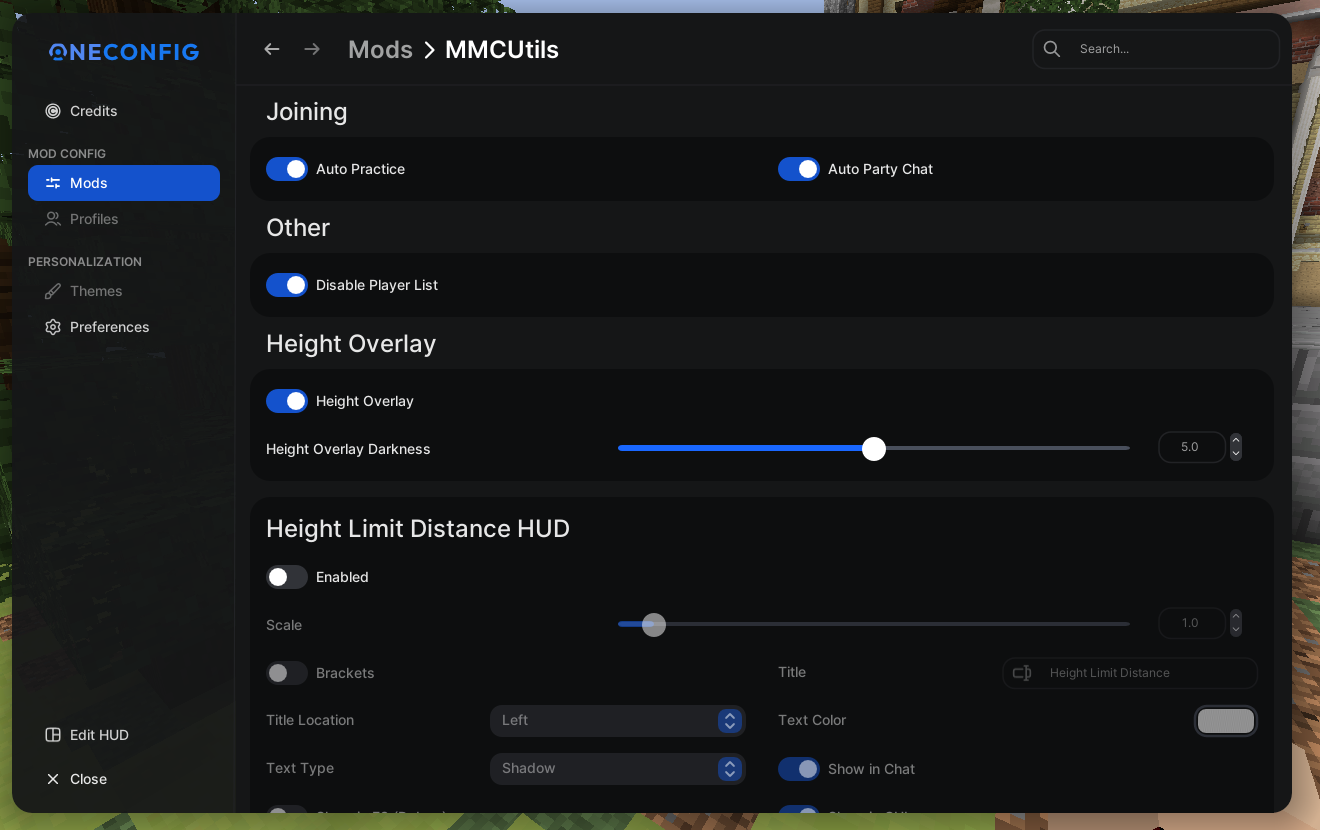 ONECONFIG
Mods MMCUtils
Search...
Credits
MOD CONFIG
Mods
Profiles
PERSONALIZATION
Themes
Preferences
Edit HUD
Close
Joining
Auto Practice Auto Party Chat
Other
Disable Player List
Height Overlay
Height Overlay
Height Overlay Darkness 5.0
Height Limit Distance HUD
Enabled
Scale 1.0
Brackets Title Height Limit Distance
Title Location Left Text Color
Text Type Shadow Show in Chat